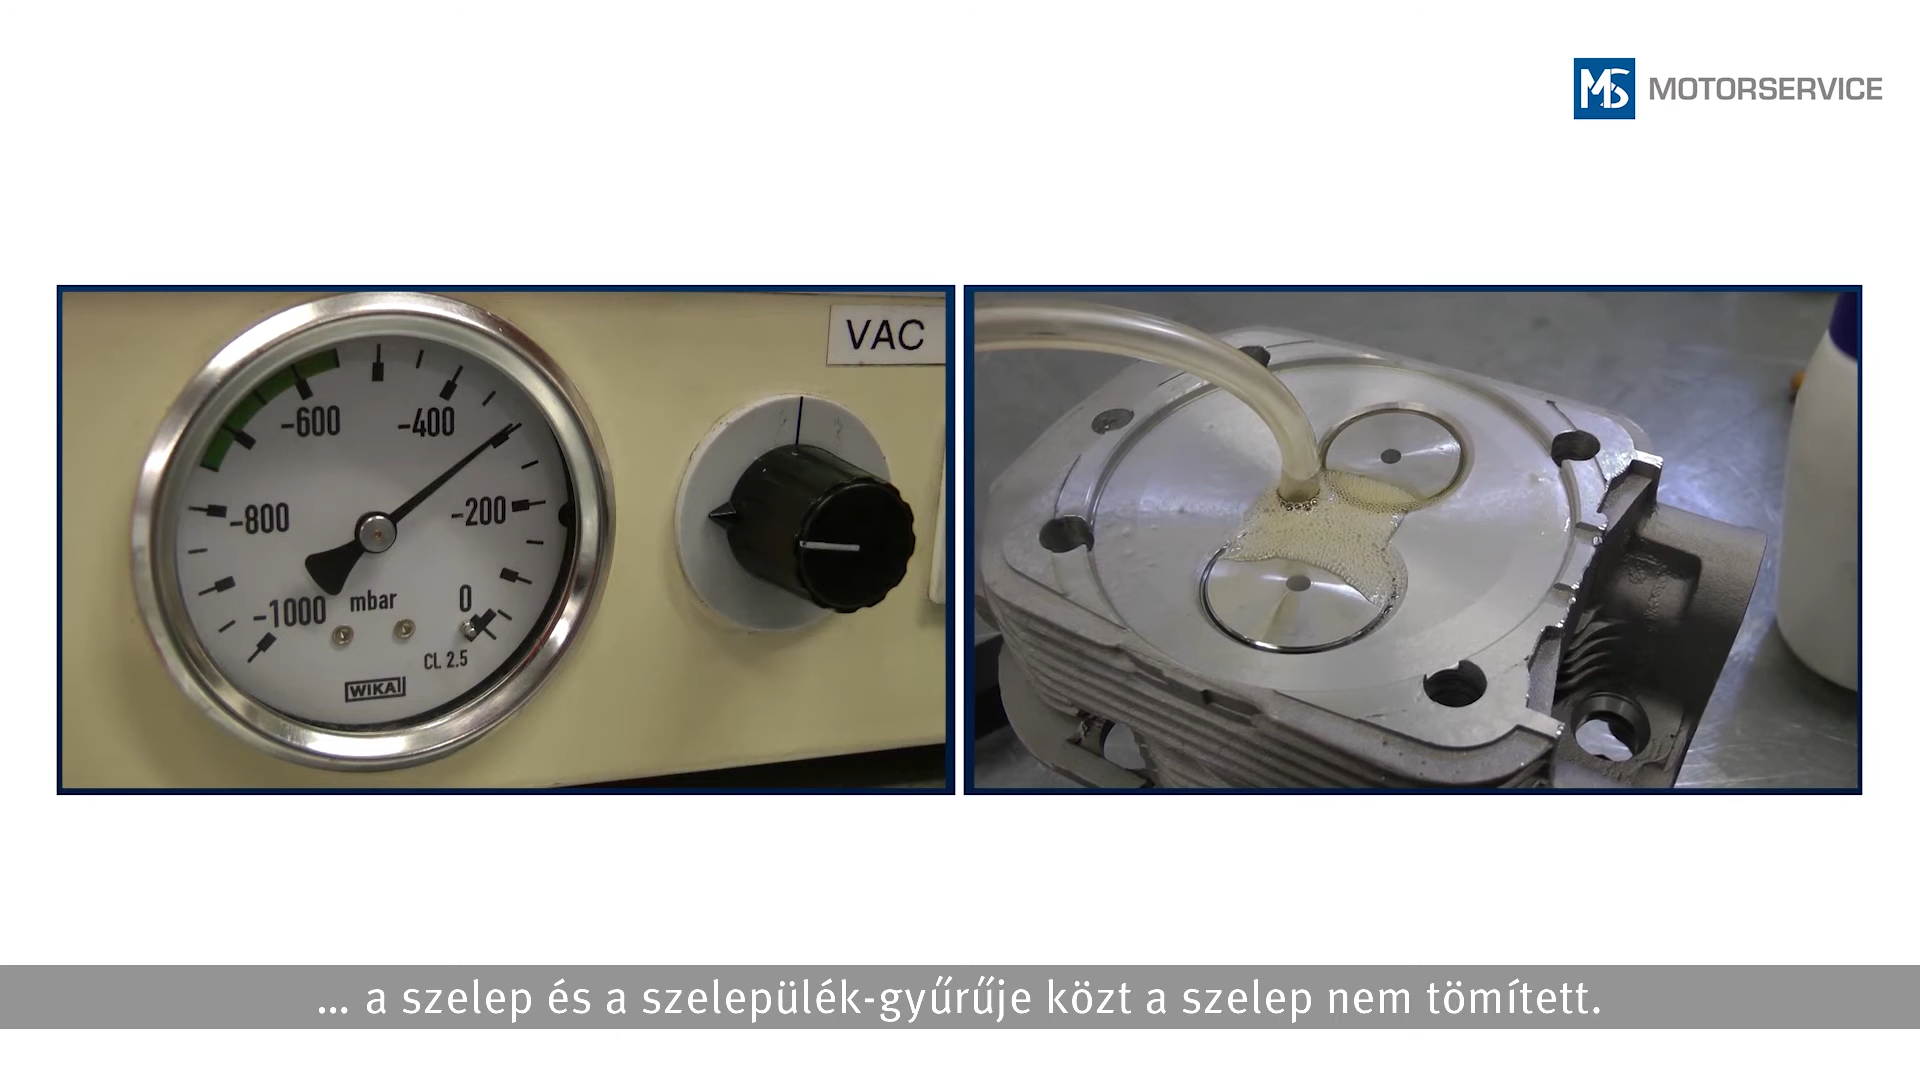 MS MOTORSERVICE
VAC
-600
-400
-800
-200
-1000
mbar
0
CL. 2.5
WIKA
... a szelep és a szelepülék-gyűrűje közt a szelep nem tömített.